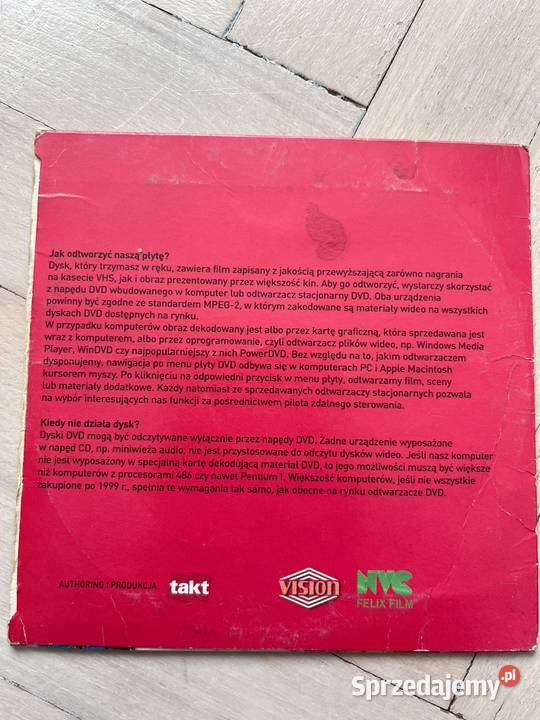 Jak odtworzyć naszą płytę?
Dysk, który trzymasz w ręku, zawiera film zapisany z jakością przewyższającą zarówno nagrania
na kasecie VHS, jak i obraz prezentowany przez większość kin. Aby go odtworzyć, wystarczy skorzystać
z napędu DVD wbudowanego w komputer lub odtwarzacz stacjonarny DVD. Oba urządzenia
powinny być zgodne ze standardem MPEG-2, w którym zakodowane są materiały wideo na wszystkich
dyskach DVD dostępnych na rynku.
W przypadku komputerów obraz dekodowany jest albo przez kartę graficzną, która sprzedawana jest
wraz z komputerem, albo przez oprogramowanie, czyli odtwarzacz plików wideo, np. Windows Media
Player, WinDVD czy najpopularniejszy z nich PowerDVD. Bez względu na to, jakim odtwarzaczem
dysponujemy, nawigacja po menu płyty DVD odbywa się w komputerach PC i Apple Macintosh
kursorem myszy. Po kliknięciu na odpowiedni przycisk w menu płyty, odtwarzamy film, sceny
lub materiały dodatkowe. Każdy natomiast ze sprzedawanych odtwarzaczy stacjonarnych pozwala
na wybór interesujących nas funkcji za pośrednictwem pilota zdalnego sterowania.
Kiedy nie działa dysk?
Dyski DVD mogą być odczytywane wyłącznie przez napędy DVD. Żadne urządzenie wyposażone
w napęd CD, np. miniwieża audio, nie jest przystosowane do odczytu dysków wideo. Jeśli nasz komputer
nie jest wyposażony w specjalną kartę dekodującą materiał DVD, to jego możliwości muszą być większe
niż komputerów z procesorami 486 czy nawet Pentium I. Większość komputerów, jeśli nie wszystkie
zakupione po 1999 r., spełnia te wymagania tak samo, jak obecne na rynku odtwarzacze DVD.
AUTHORING I PRODUKCJA takt VISION NVC
FELIX FILM
Sprzedajemy.pl